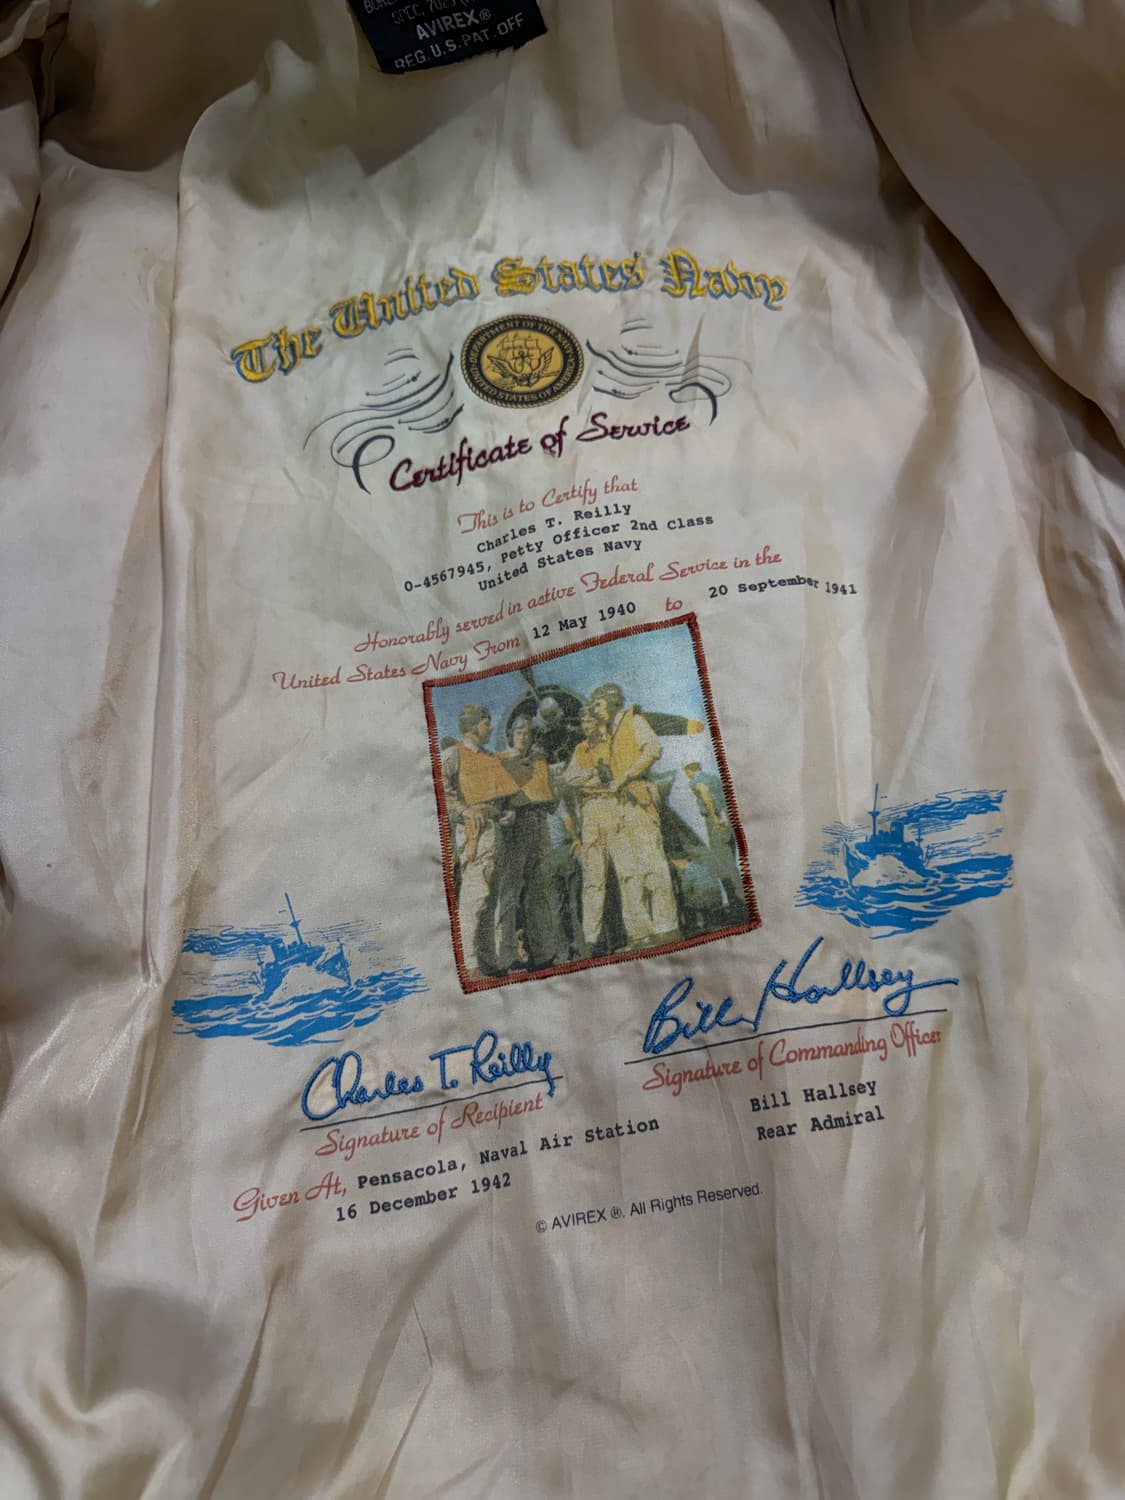 SPEC. 7823
AVIREX®
REG. U.S. PAT. OFF
The United States Navy
DEPARTMENT OF THE NAVY
UNITED STATES OF AMERICA
Certificate of Service
This is to Certify that
Charles T. Reilly
0-4567945, Petty Officer 2nd Class
United States Navy
Honorably served in active Federal Service in the
United States Navy From 12 May 1940 to 20 September 1941
Charles T. Reilly
Signature of Recipient
Bill Hallsey
Signature of Commanding Officer
Bill Hallsey
Rear Admiral
Given At, Pensacola, Naval Air Station
16 December 1942
© AVIREX ®. All Rights Reserved.